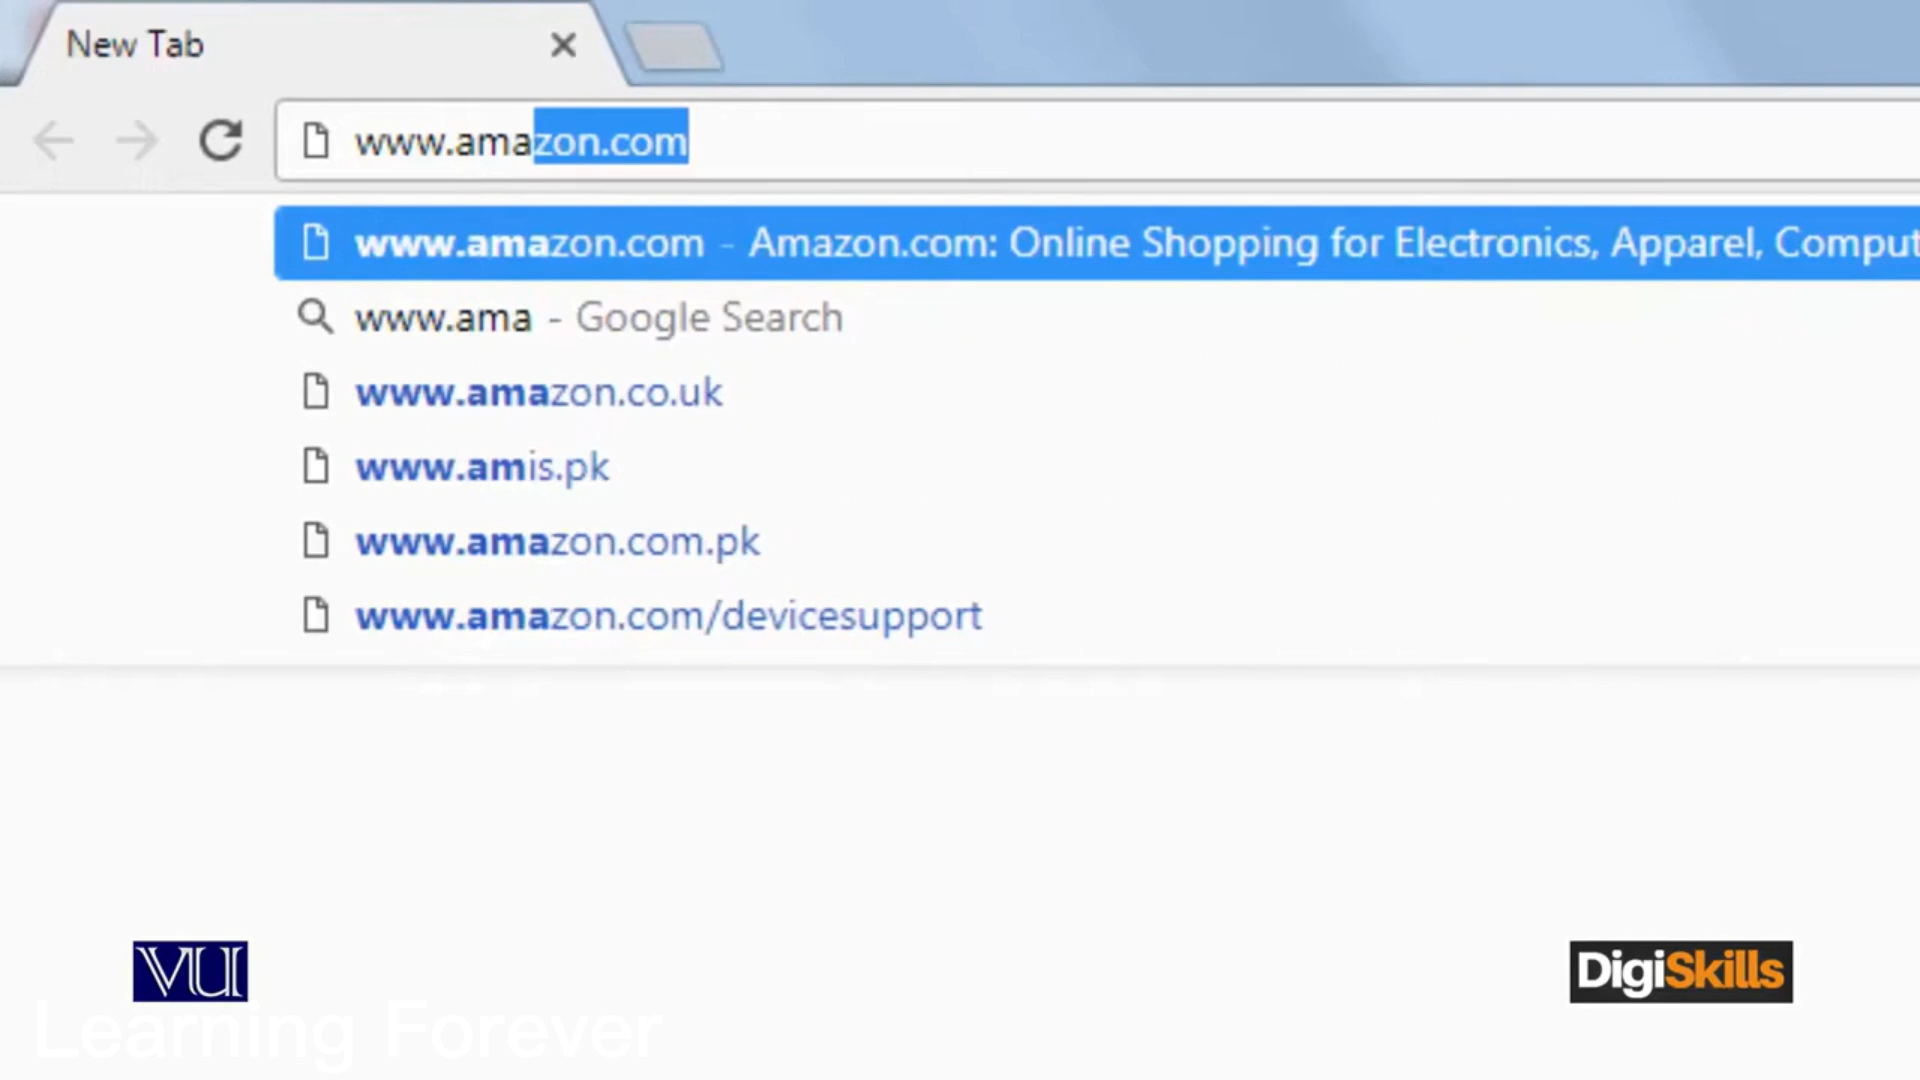 New Tab
www.amazon.com
www.amazon.com - Amazon.com: Online Shopping for Electronics, Apparel, Comput
www.ama - Google Search
www.amazon.co.uk
www.amis.pk
www.amazon.com.pk
www.amazon.com/devicesupport
VU
DigiSkills
Learning Forever